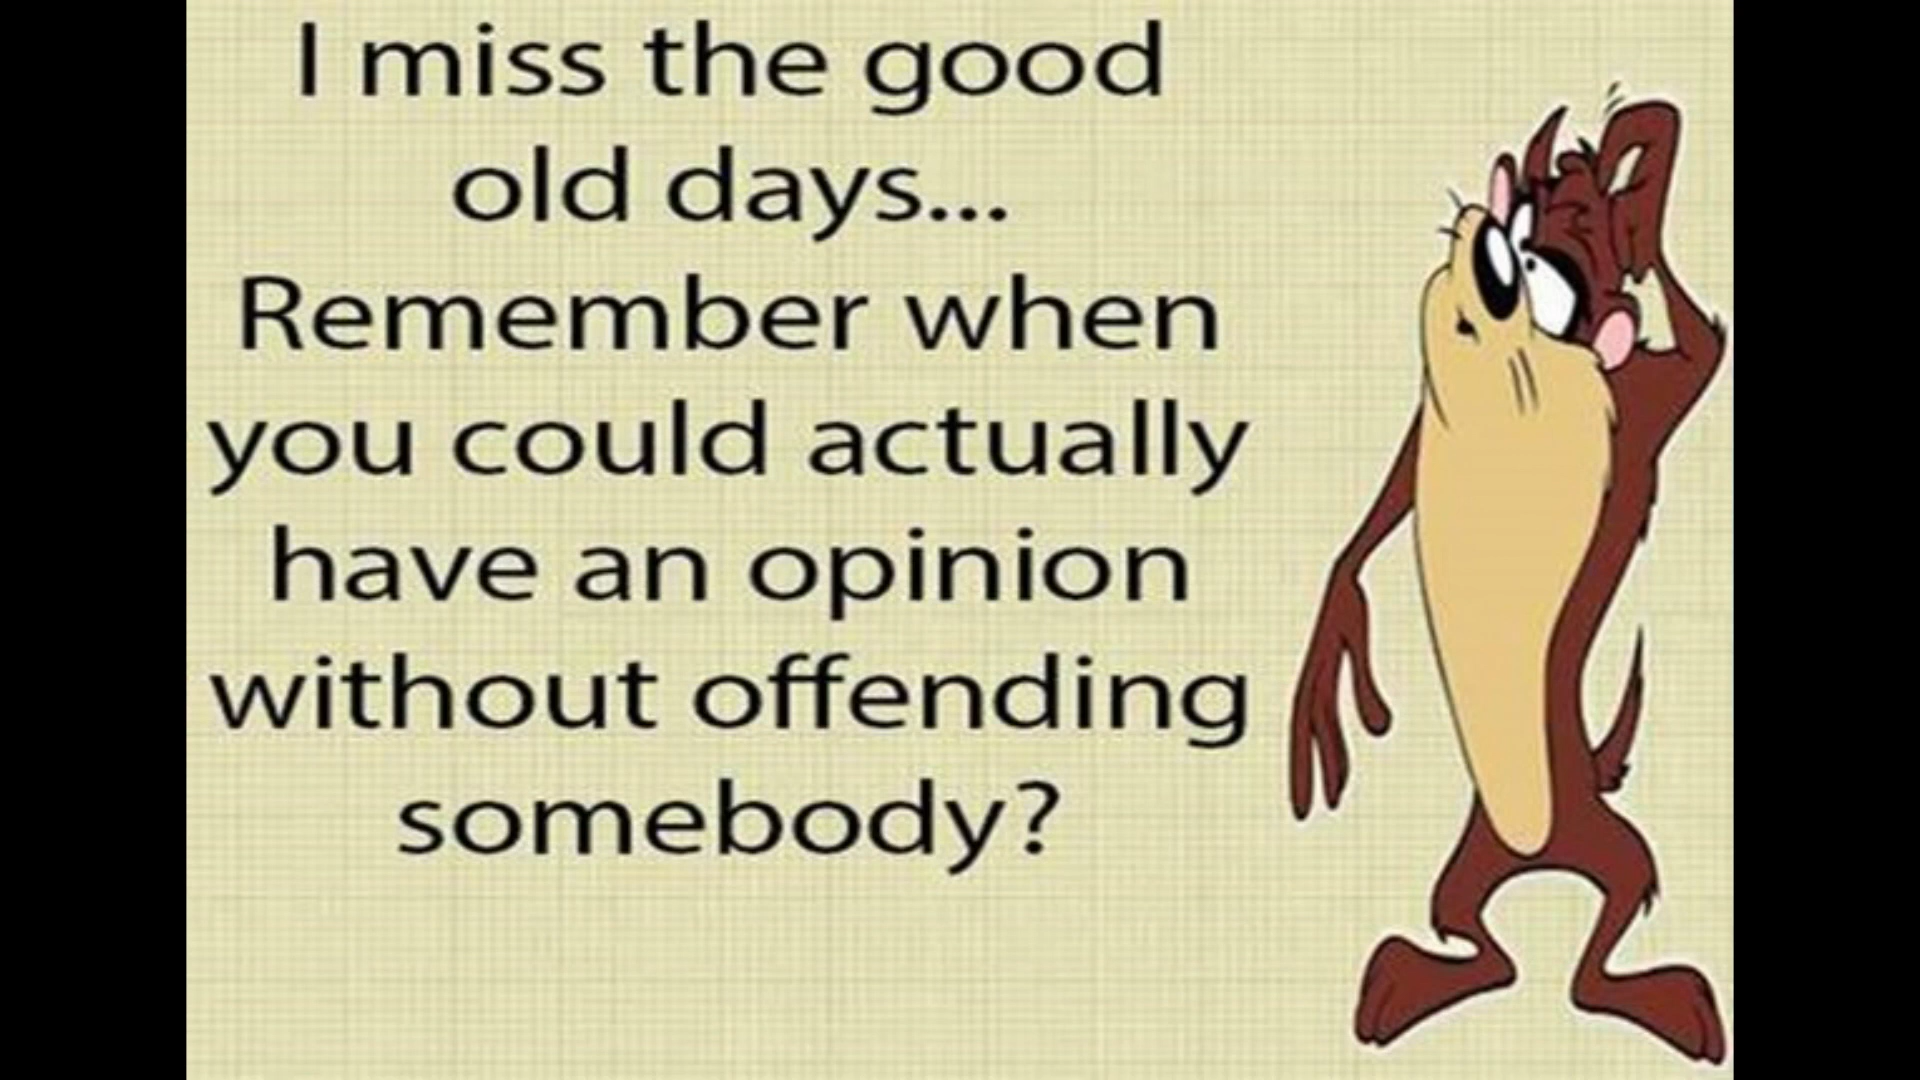 I miss the good
old days...
Remember when
you could actually
have an opinion
without offending
somebody?